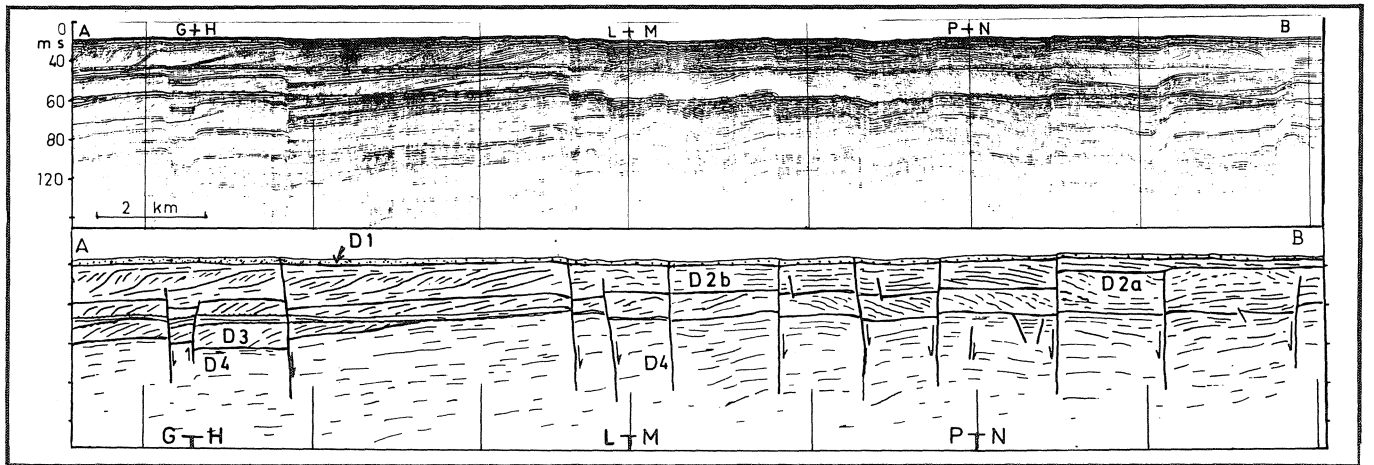 0 A G+H L+M P+N B
m s
40
60
80
120
2 km
A D1 B
D2b D2a
D3
D4 D4
G+H L+M P+N